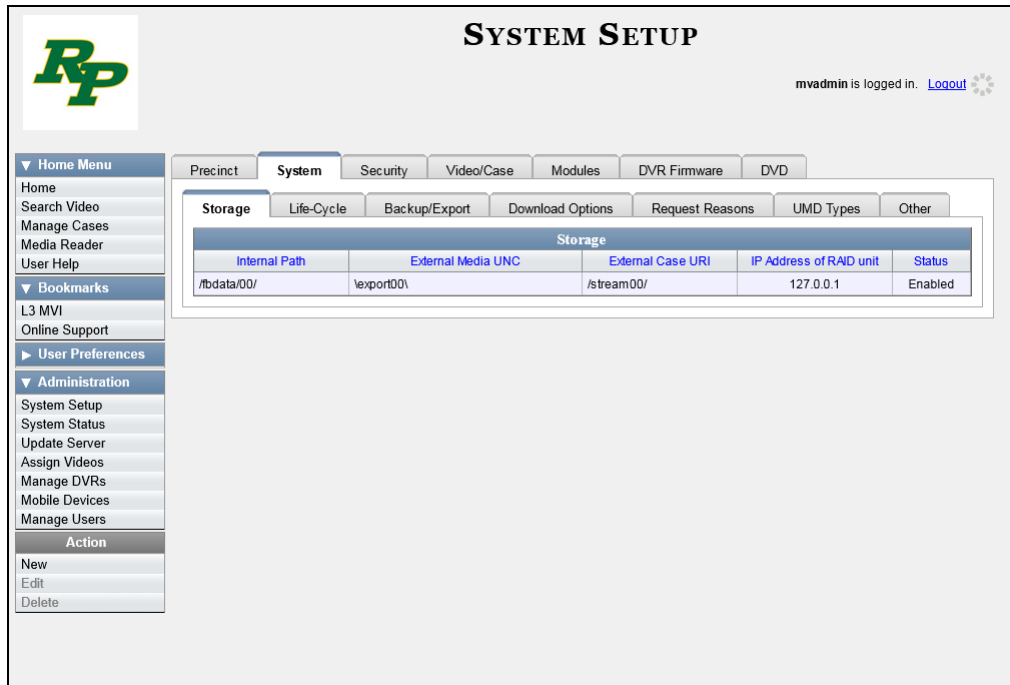 RP
SYSTEM SETUP
mvadmin is logged in. Logout
Home Menu
Home
Search Video
Manage Cases
Media Reader
User Help
Bookmarks
L3 MVI
Online Support
User Preferences
Administration
System Setup
System Status
Update Server
Assign Videos
Manage DVRs
Mobile Devices
Manage Users
Action
New
Edit
Delete
Precinct System Security Video/Case Modules DVR Firmware DVD
Storage Life-Cycle Backup/Export Download Options Request Reasons UMD Types Other
Storage
Internal Path External Media UNC External Case URI IP Address of RAID unit Status
/fbdata/00/ \export00\ /stream00/ 127.0.0.1 Enabled